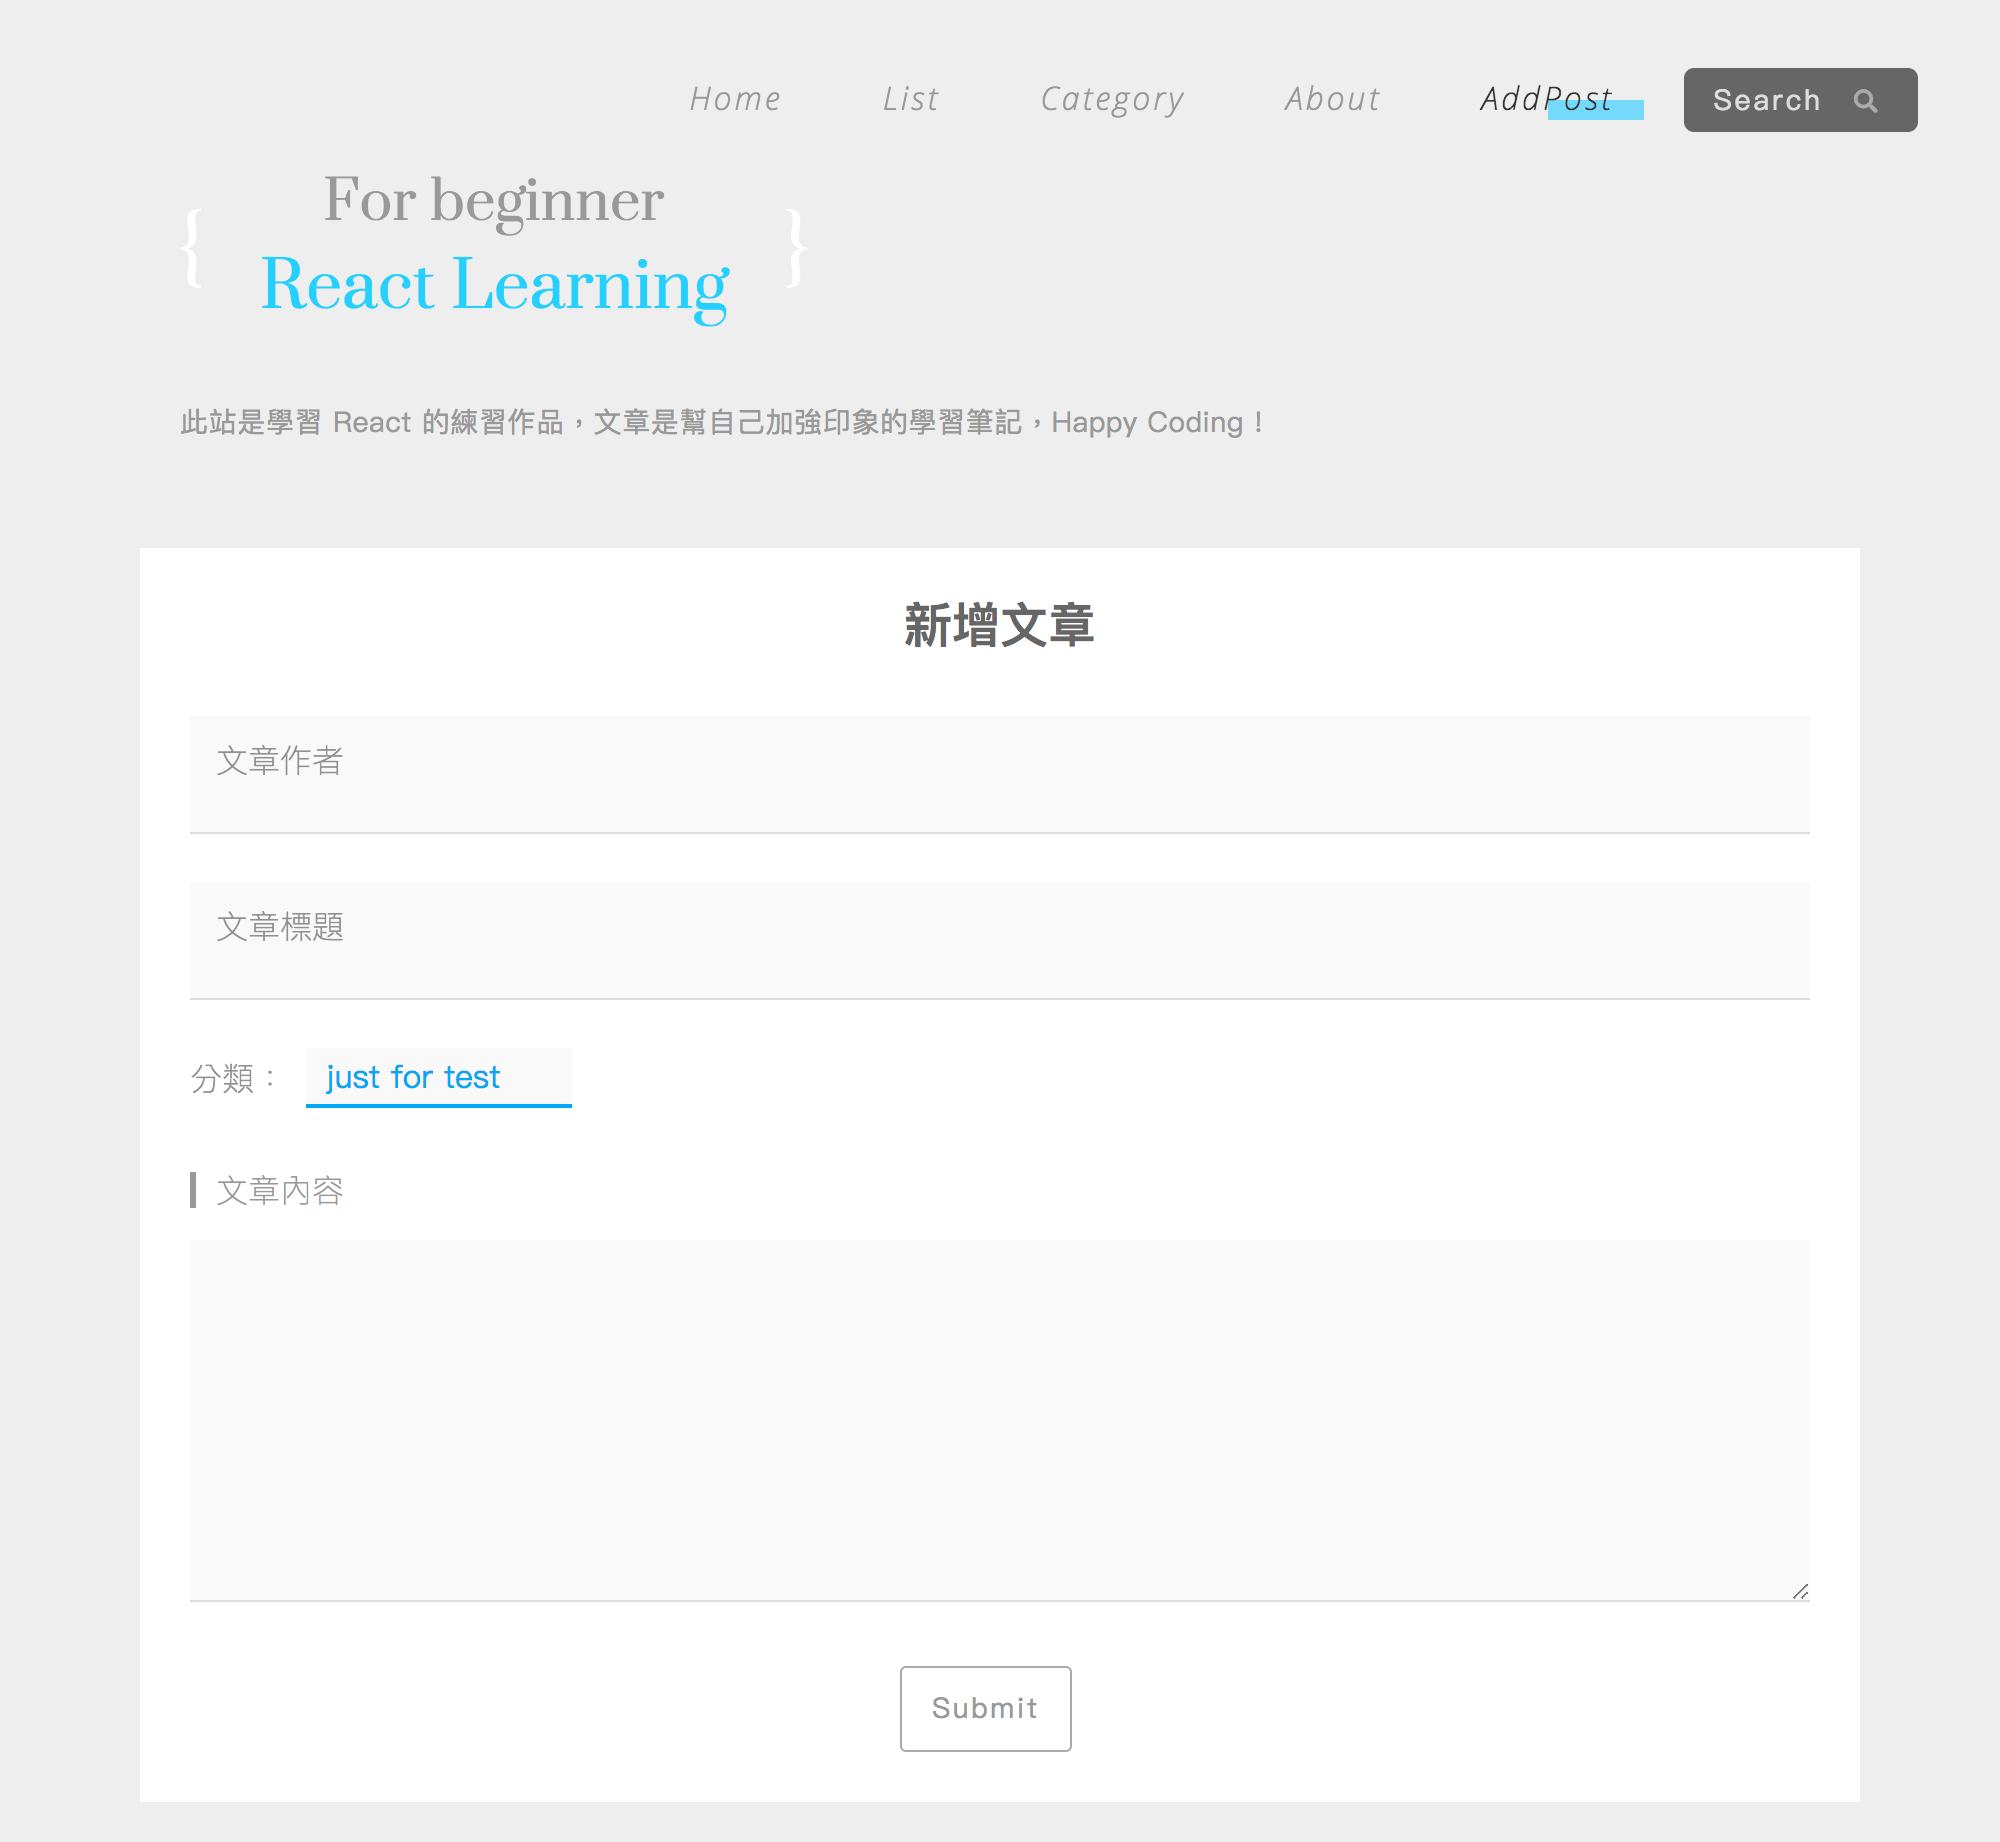 Home List Category About AddPost Search
For beginner
{ }
React Learning
此站是學習 React 的練習作品，文章是幫自己加強印象的學習筆記，Happy Coding！
新增文章
文章作者
文章標題
分類： just for test
文章內容
Submit